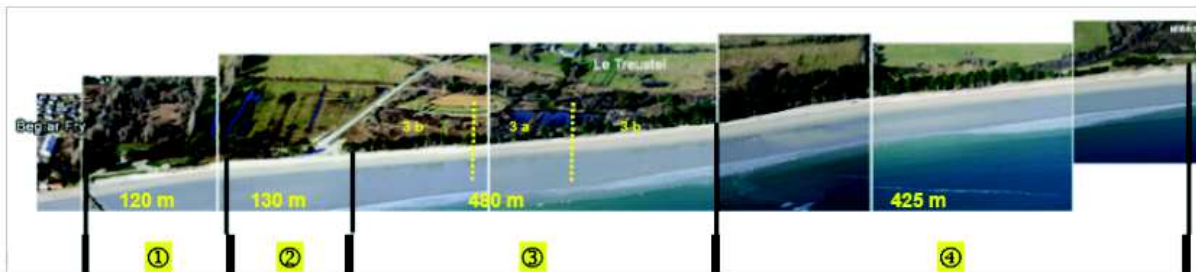 Le Treustel
Beg ar Fry
3 b
3 a
3 b
120 m
130 m
480 m
425 m
①
②
③
④